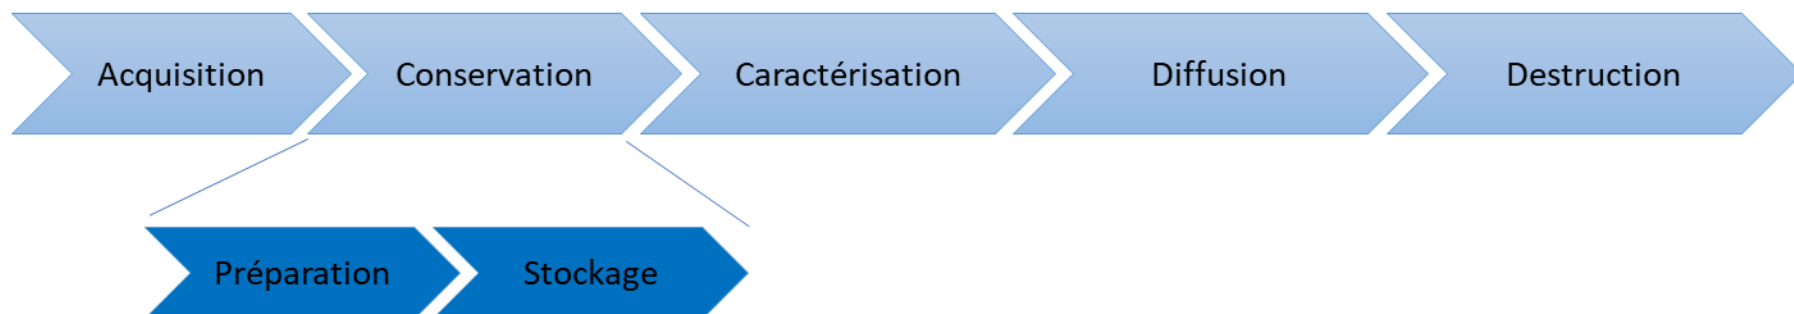 Acquisition
Conservation
Caractérisation
Diffusion
Destruction
Préparation
Stockage